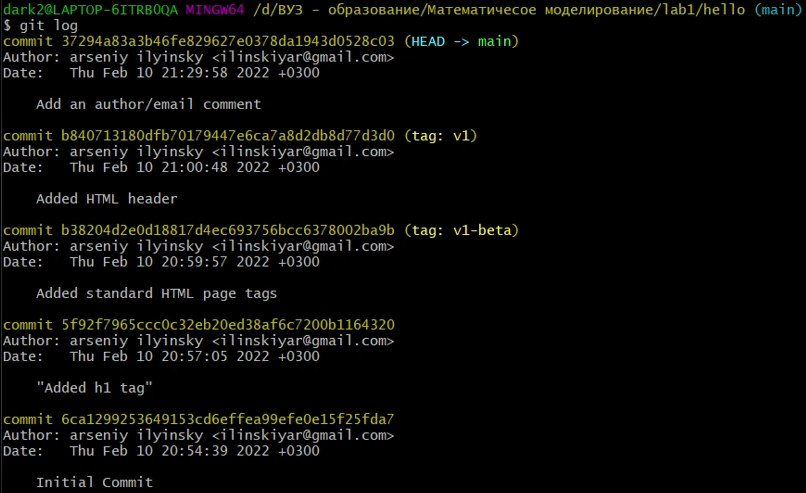 dark2@LAPTOP-6ITRBOQA MINGW64 /d/ВУЗ - образование/Математичесое моделирование/lab1/hello (main)
$ git log
commit 37294a83a3b46fe829627e0378da1943d0528c03 (HEAD -> main)
Author: arseniy ilyinsky <ilinskiyar@gmail.com>
Date:   Thu Feb 10 21:29:58 2022 +0300
    Add an author/email comment
commit b840713180dfb70179447e6ca7a8d2db8d77d3d0 (tag: v1)
Author: arseniy ilyinsky <ilinskiyar@gmail.com>
Date:   Thu Feb 10 21:00:48 2022 +0300
    Added HTML header
commit b38204d2e0d18817d4ec693756bcc6378002ba9b (tag: v1-beta)
Author: arseniy ilyinsky <ilinskiyar@gmail.com>
Date:   Thu Feb 10 20:59:57 2022 +0300
    Added standard HTML page tags
commit 5f92f7965ccc0c32eb20ed38af6c7200b1164320
Author: arseniy ilyinsky <ilinskiyar@gmail.com>
Date:   Thu Feb 10 20:57:05 2022 +0300
    "Added h1 tag"
commit 6ca1299253649153cd6effea99efe0e15f25fda7
Author: arseniy ilyinsky <ilinskiyar@gmail.com>
Date:   Thu Feb 10 20:54:39 2022 +0300
    Initial Commit